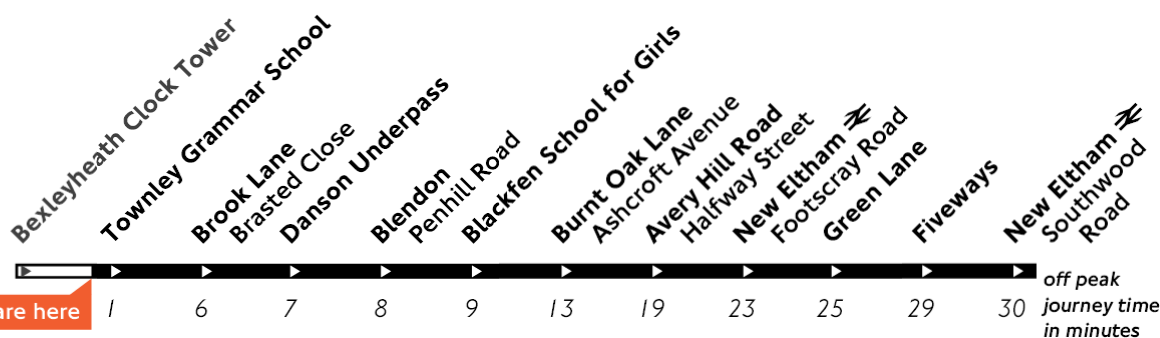 Bexleyheath Clock Tower
Townley Grammar School
Brook Lane
Brasted Close
Danson Underpass
Blendon
Penhill Road
Blackfen School for Girls
Burnt Oak Lane
Ashcroft Avenue
Avery Hill Road
Halfway Street
New Eltham
Footscray Road
Green Lane
Fiveways
New Eltham
Southwood
Road
are here
1 6 7 8 9 13 19 23 25 29 30
off peak
journey time
in minutes